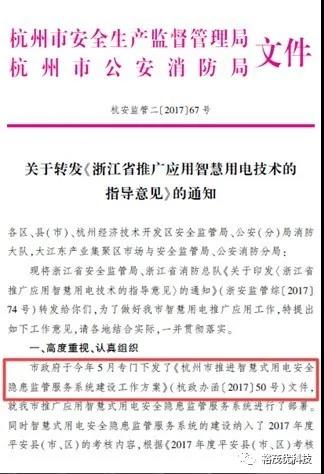 杭州市安全生产监督管理局
杭州市公安消防局
文件
杭安监管二[2017]67号
关于转发《浙江省推广应用智慧用电技术的
指导意见》的通知
各区、县(市)、杭州经济技术开发区安监管局、公安(分)局消防
大队,大江东产业集聚区市场与安全监管局、公安消防分局:
现将浙江省安全监管局、浙江省消防总队《关于印发〈浙江省
推广应用智慧用电技术的指导意见〉的通知》(浙安监管综[2017]
74号)转发给你们,为了做好我市智慧用电推广应用工作,特提出
如下工作意见,请各地结合实际,一并贯彻落实。
一、高度重视、认真组织
市政府于今年5月专门下发了《杭州市推进智慧式用电安全
隐患监管服务系统建设工作方案》(杭政办函[2017]50号)文件,
就我市推广应用智慧式用电安全隐患监管服务系统进行了部署。
同时智慧式用电安全隐患监管服务系统的建设纳入了2017年度
平安县(市、区)的考核内容,根据《2017年度平安县(市、区)考核
裕茂优科技